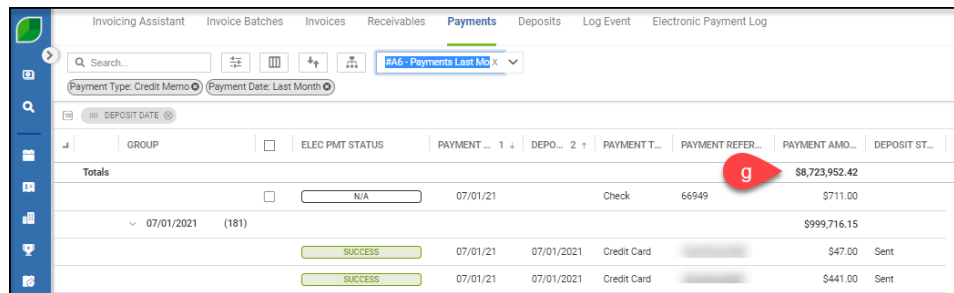 Invoicing Assistant Invoice Batches Invoices Receivables Payments Deposits Log Event Electronic Payment Log
Search... #A6 - Payments Last Mo x
Payment Type: Credit Memo Payment Date: Last Month
DEPOSIT DATE
GROUP ELEC PMT STATUS PAYMENT ... 1 DEPO... 2 PAYMENT T... PAYMENT REFER... PAYMENT AMO... DEPOSIT ST...
Totals g $8,723,952.42
N/A 07/01/21 Check 66949 $711.00
07/01/2021 (181) $999,716.15
SUCCESS 07/01/21 07/01/2021 Credit Card $47.00 Sent
SUCCESS 07/01/21 07/01/2021 Credit Card $441.00 Sent